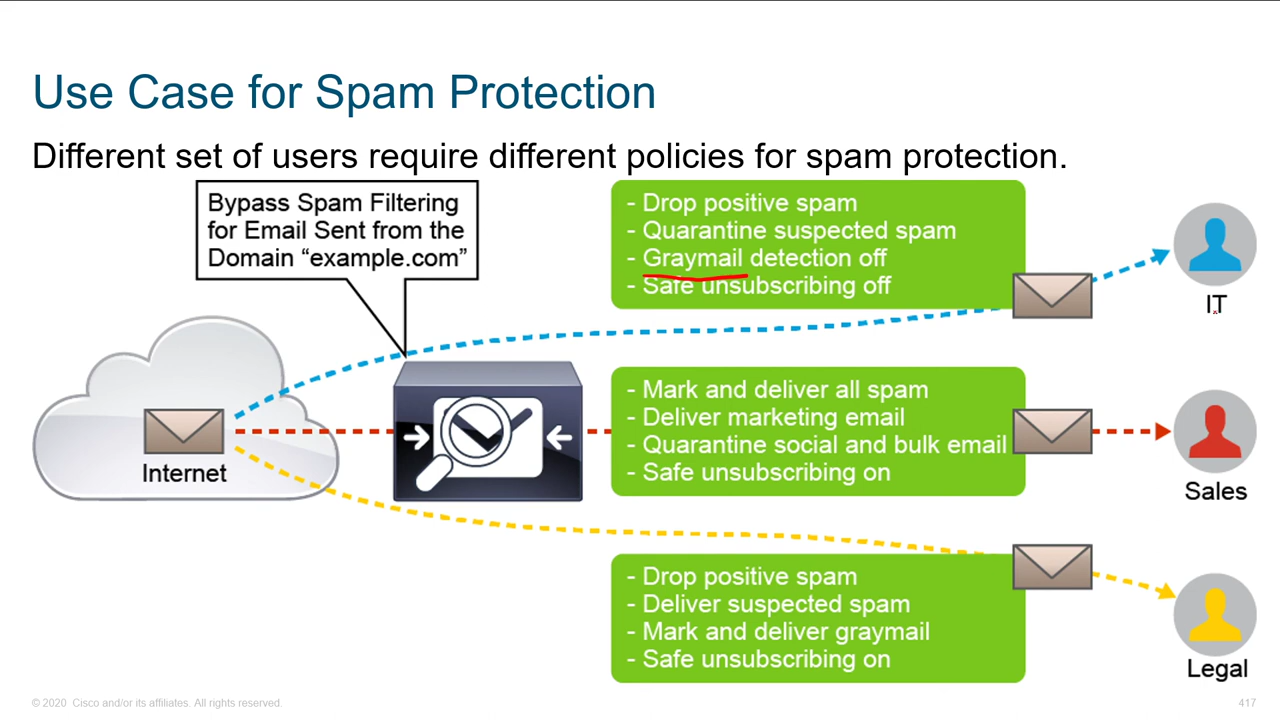 Use Case for Spam Protection
Different set of users require different policies for spam protection.
Bypass Spam Filtering
for Email Sent from the
Domain “example.com”
- Drop positive spam
- Quarantine suspected spam
- Graymail detection off
- Safe unsubscribing off
IT
Internet
- Mark and deliver all spam
- Deliver marketing email
- Quarantine social and bulk email
- Safe unsubscribing on
Sales
- Drop positive spam
- Deliver suspected spam
- Mark and deliver graymail
- Safe unsubscribing on
Legal
© 2020 Cisco and/or its affiliates. All rights reserved.
417